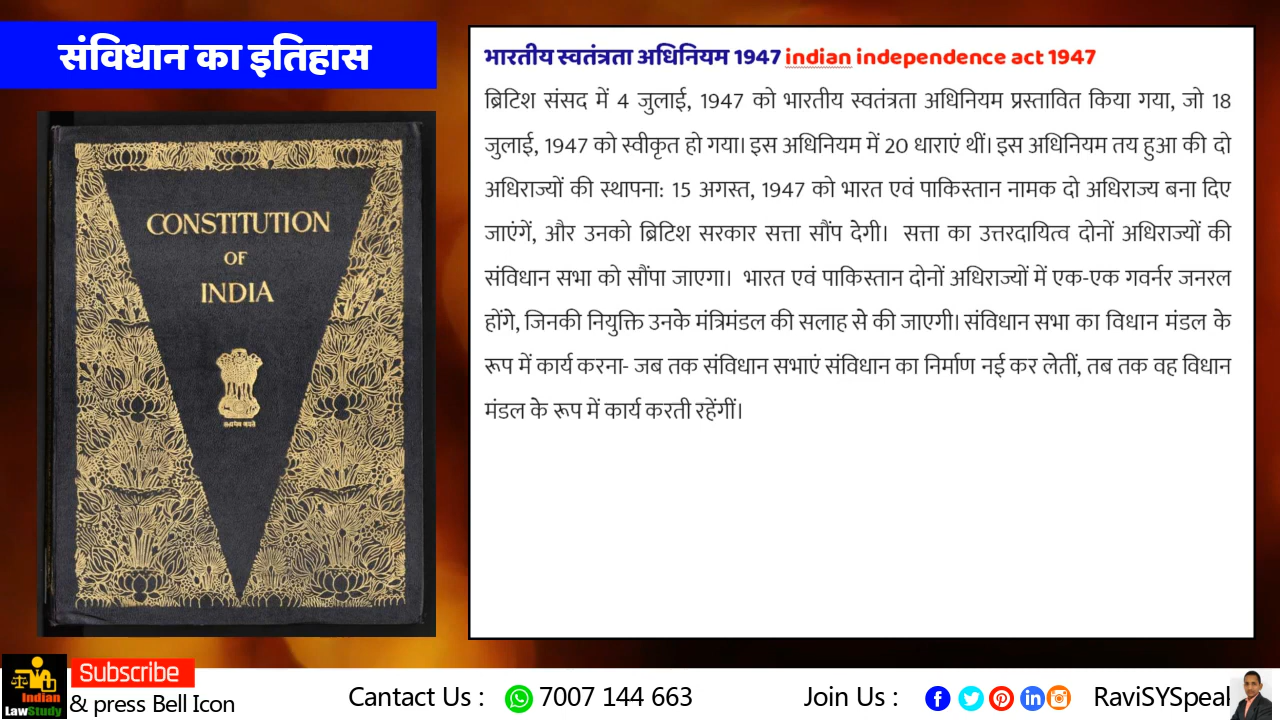 संविधान का इतिहास
CONSTITUTION
OF
INDIA
सत्यमेव जयते
भारतीय स्वतंत्रता अधिनियम 1947 indian independence act 1947
ब्रिटिश संसद में 4 जुलाई, 1947 को भारतीय स्वतंत्रता अधिनियम प्रस्तावित किया गया, जो 18
जुलाई, 1947 को स्वीकृत हो गया। इस अधिनियम में 20 धाराएं थीं। इस अधिनियम तय हुआ की दो
अधिराज्यों की स्थापना: 15 अगस्त, 1947 को भारत एवं पाकिस्तान नामक दो अधिराज्य बना दिए
जाएंगें, और उनको ब्रिटिश सरकार सत्ता सौंप देगी। सत्ता का उत्तरदायित्व दोनों अधिराज्यों की
संविधान सभा को सौंपा जाएगा। भारत एवं पाकिस्तान दोनों अधिराज्यों में एक-एक गवर्नर जनरल
होंगे, जिनकी नियुक्ति उनके मंत्रिमंडल की सलाह से की जाएगी। संविधान सभा का विधान मंडल के
रूप में कार्य करना- जब तक संविधान सभाएं संविधान का निर्माण नई कर लेतीं, तब तक वह विधान
मंडल के रूप में कार्य करती रहेंगीं।
Indian
LawStudy
Subscribe
& press Bell Icon
Cantact Us : 7007 144 663
Join Us : RaviSYSpeak